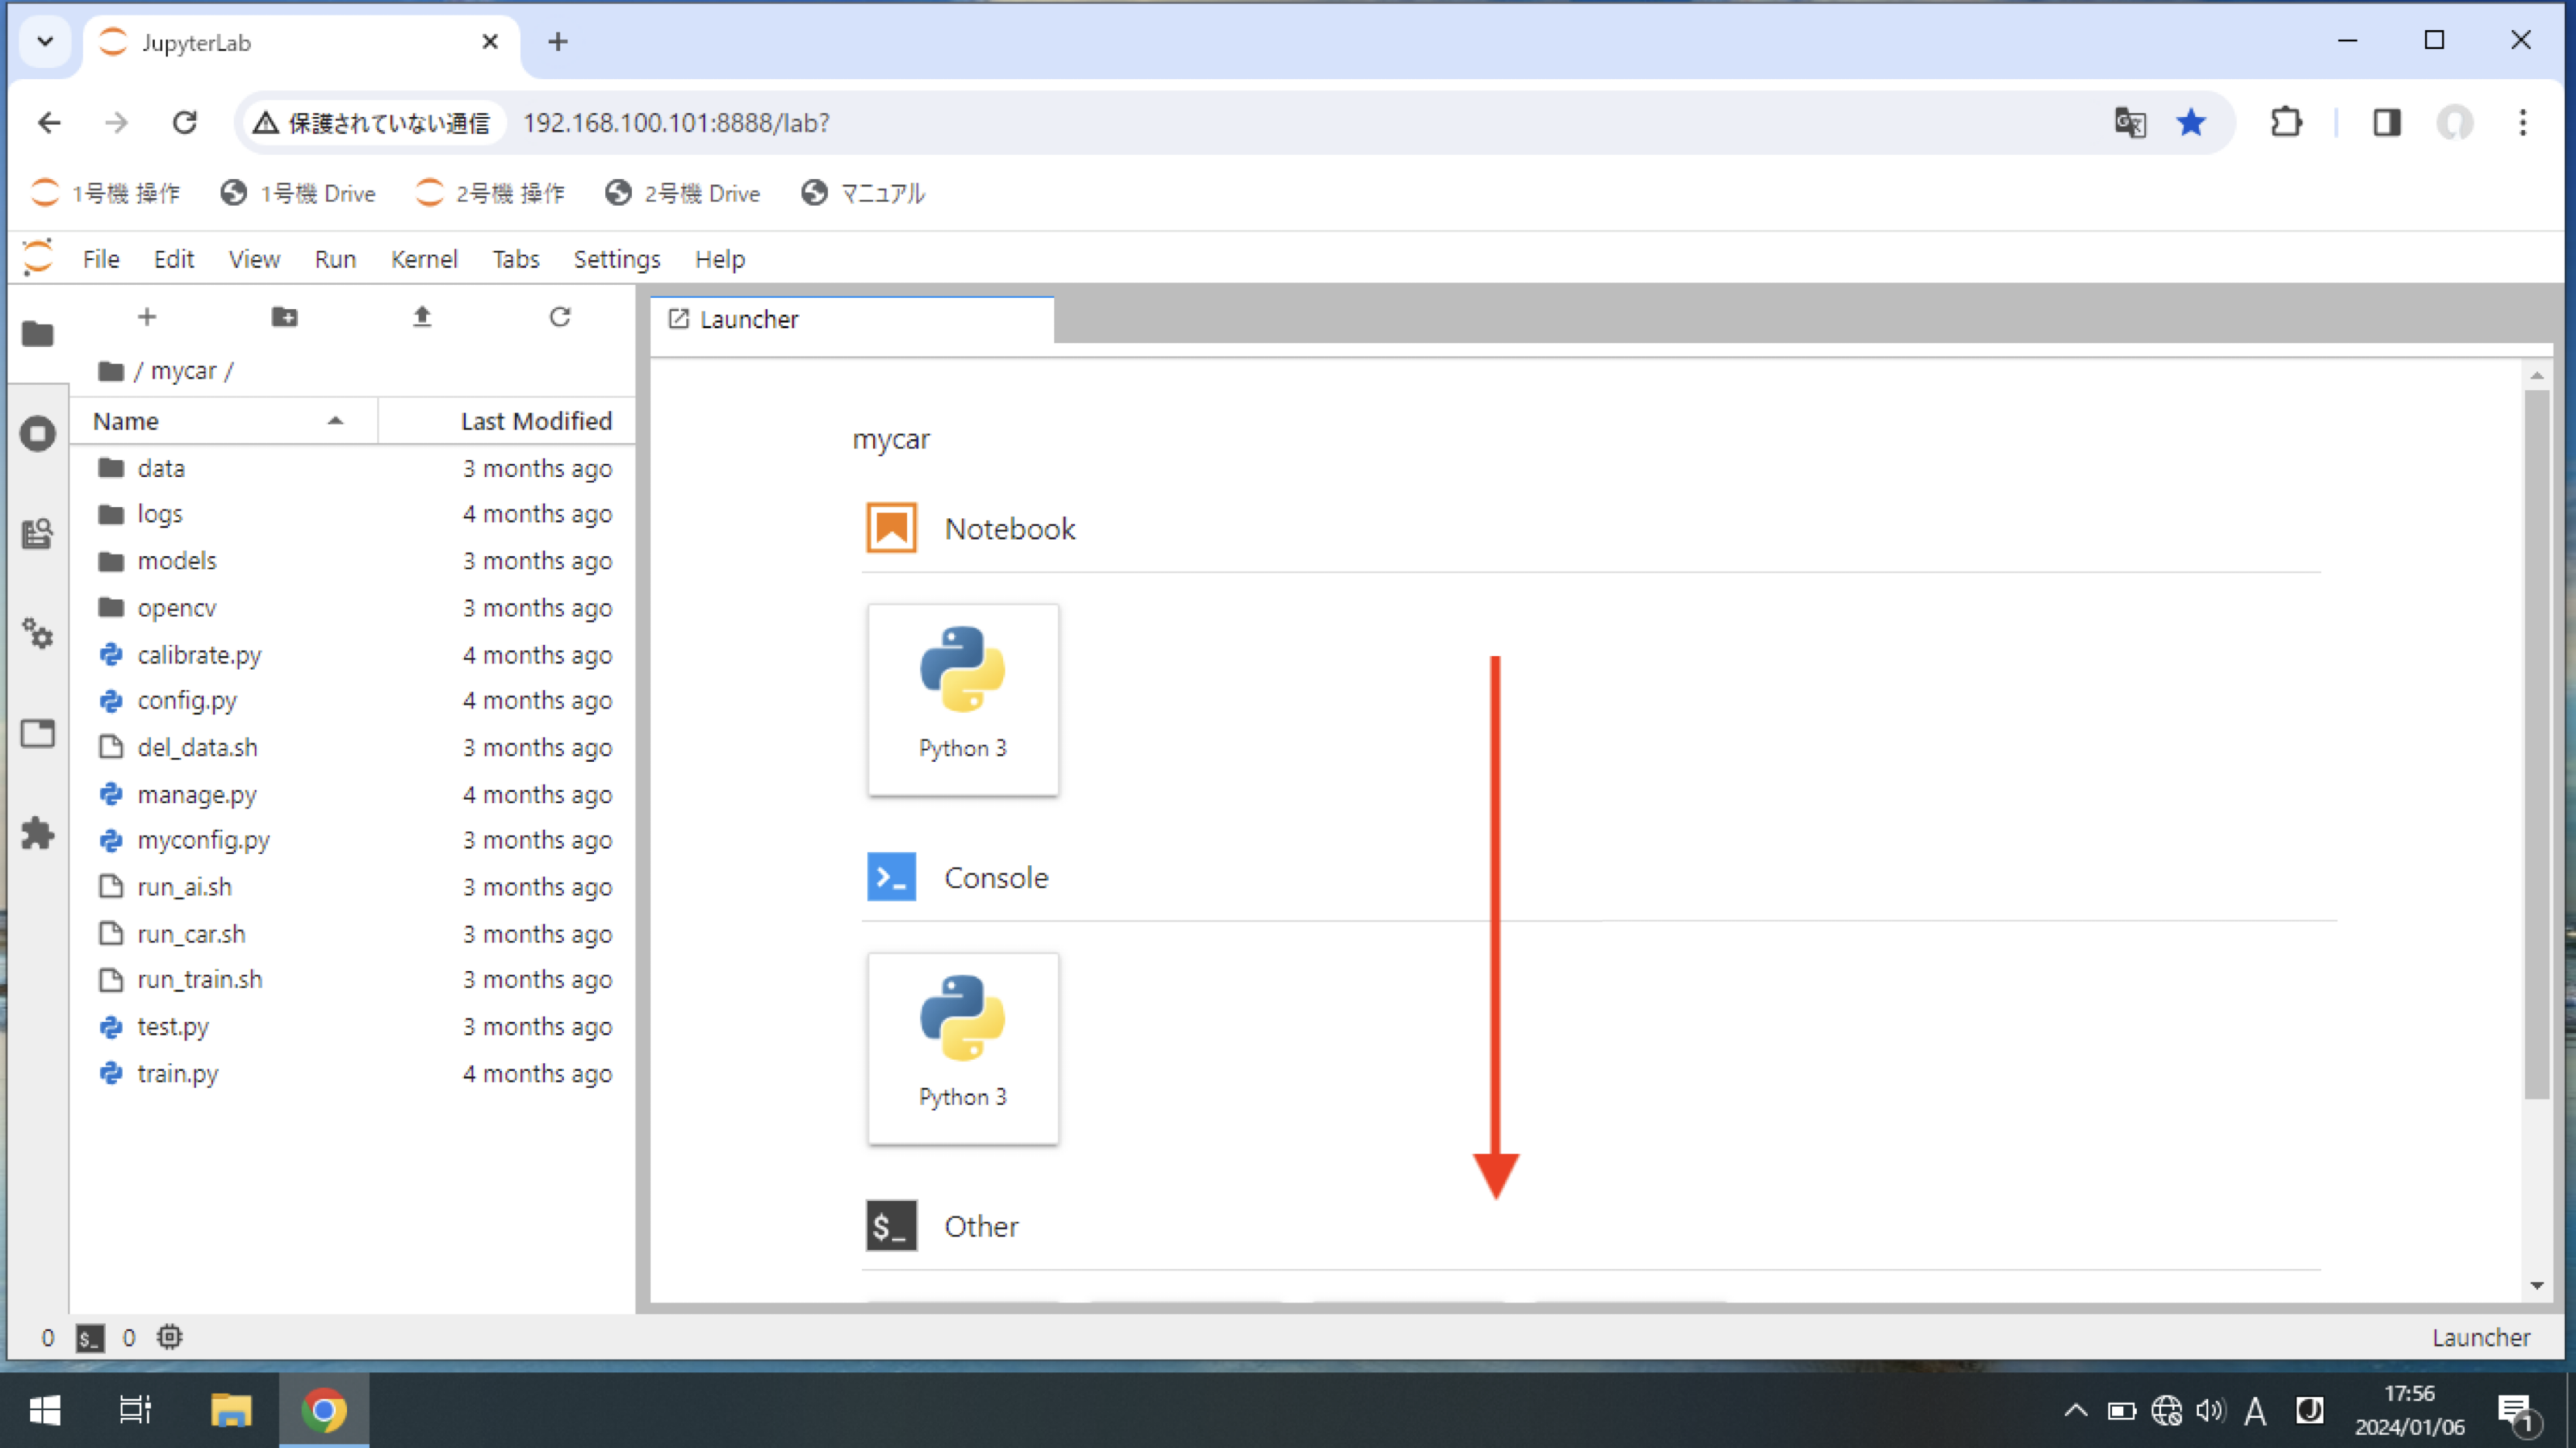 JupyterLab
保護されていない通信 192.168.100.101:8888/lab?
1号機 操作 1号機 Drive 2号機 操作 2号機 Drive マニュアル
File Edit View Run Kernel Tabs Settings Help
Launcher
/ mycar /
Name Last Modified
data 3 months ago
logs 4 months ago
models 3 months ago
opencv 3 months ago
calibrate.py 4 months ago
config.py 4 months ago
del_data.sh 3 months ago
manage.py 4 months ago
myconfig.py 3 months ago
run_ai.sh 3 months ago
run_car.sh 3 months ago
run_train.sh 3 months ago
test.py 3 months ago
train.py 4 months ago
mycar
Notebook
Python 3
>_ Console
Python 3
$_ Other
0 $_ 0 Launcher
A J 17:56
2024/01/06
1